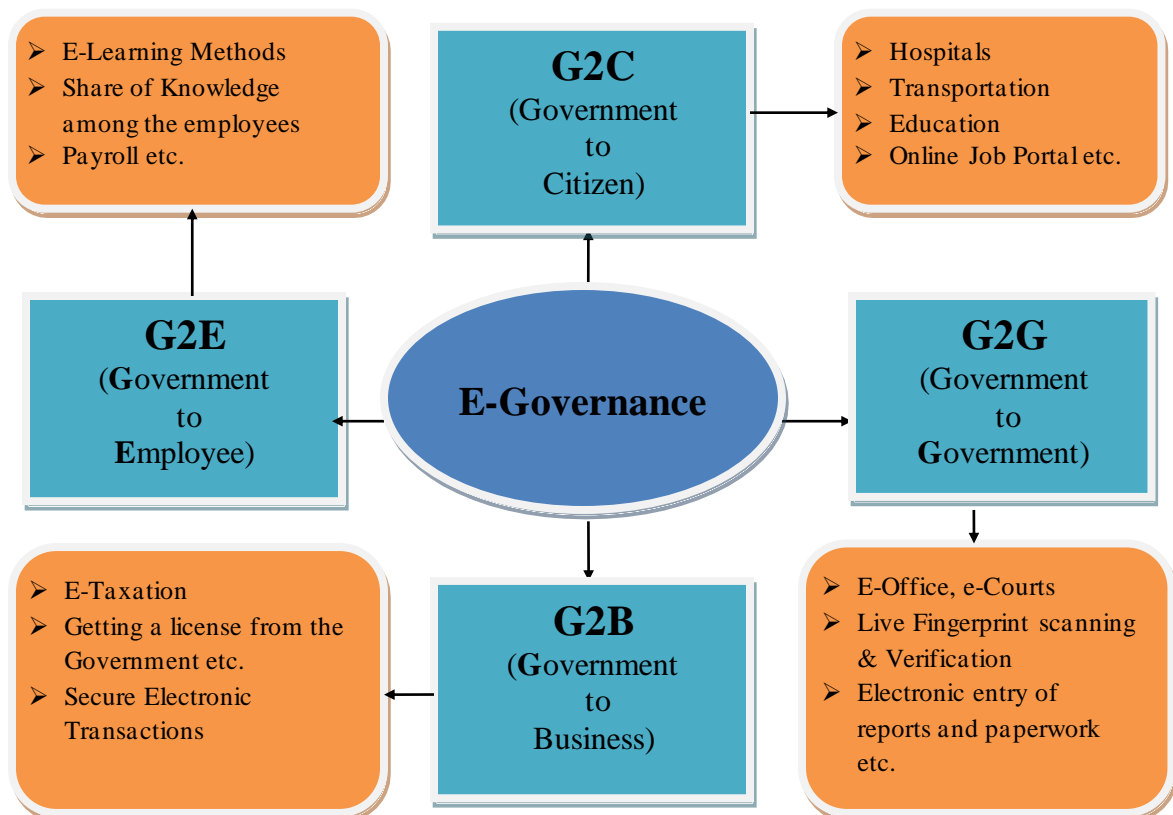 E-Learning Methods
Share of Knowledge
among the employees
Payroll etc.
G2C
(Government
to
Citizen)
Hospitals
Transportation
Education
Online Job Portal etc.
G2E
(Government
to
Employee)
E-Governance
G2G
(Government
to
Government)
E-Taxation
Getting a license from the
Government etc.
Secure Electronic
Transactions
G2B
(Government
to
Business)
E-Office, e-Courts
Live Fingerprint scanning
& Verification
Electronic entry of
reports and paperwork
etc.